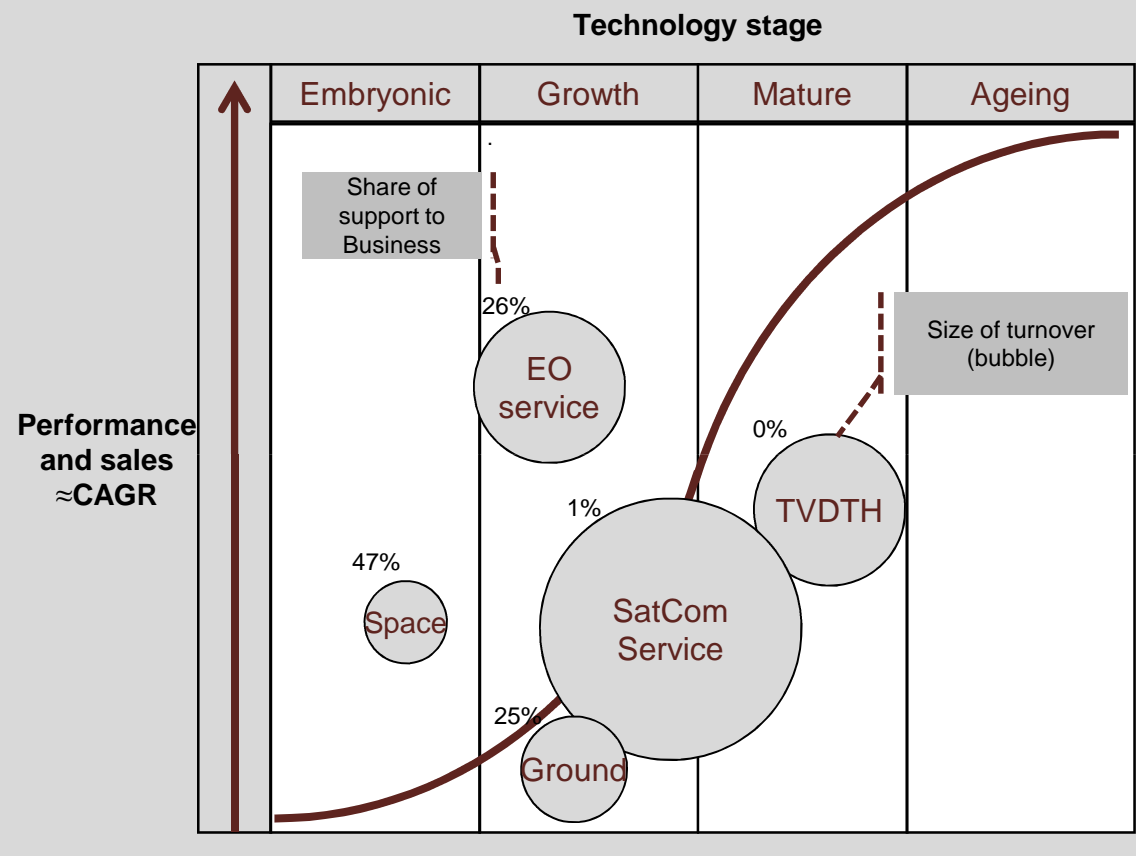 Technology stage
Embryonic
Growth
Mature
Ageing
.
Share of
support to
Business
26%
EO
service
Size of turnover
(bubble)
Performance
and sales
≈CAGR
0%
TVDTH
1%
47%
Space
SatCom
Service
25%
Ground